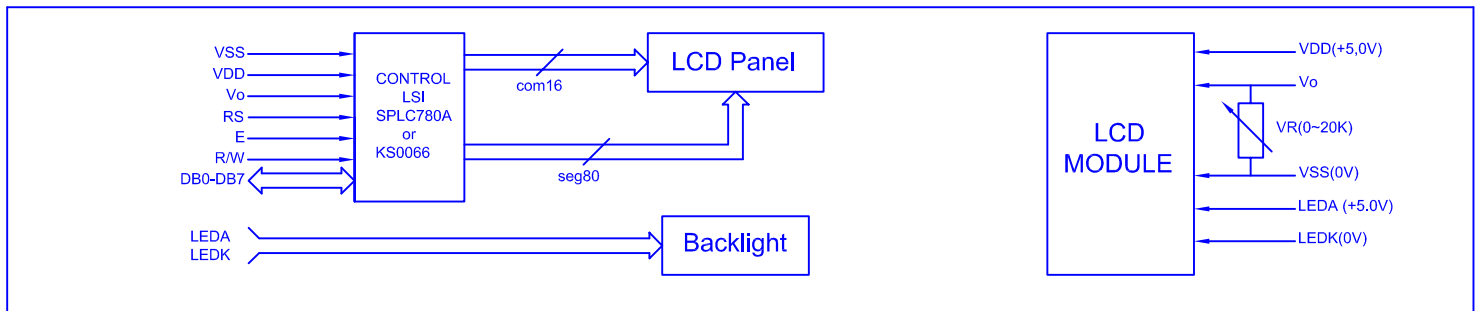 VSS
VDD
Vo
RS
E
R/W
DB0-DB7
CONTROL
LSI
SPLC780A
or
KS0066
com16
seg80
LCD Panel
LEDA
LEDK
Backlight
LCD
MODULE
VDD(+5,0V)
Vo
VR(0~20K)
VSS(0V)
LEDA (+5.0V)
LEDK(0V)